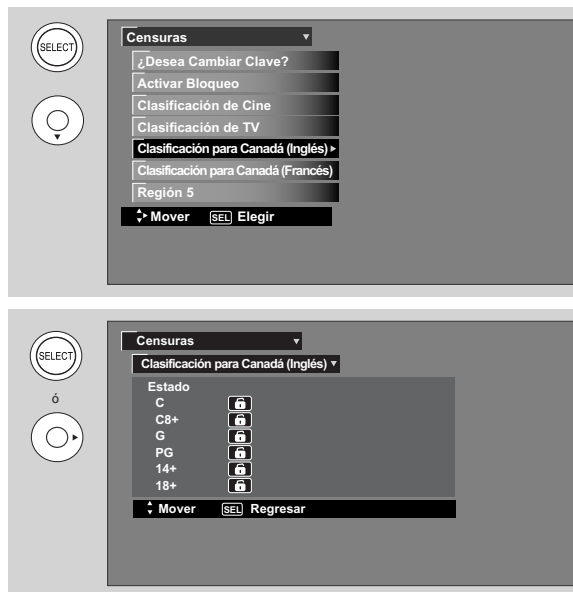 SELECT
Censuras
¿Desea Cambiar Clave?
Activar Bloqueo
Clasificación de Cine
Clasificación de TV
Clasificación para Canadá (Inglés)
Clasificación para Canadá (Francés)
Región 5
Mover SEL Elegir
SELECT
ó
Censuras
Clasificación para Canadá (Inglés)
Estado
C
C8+
G
PG
14+
18+
Mover SEL Regresar